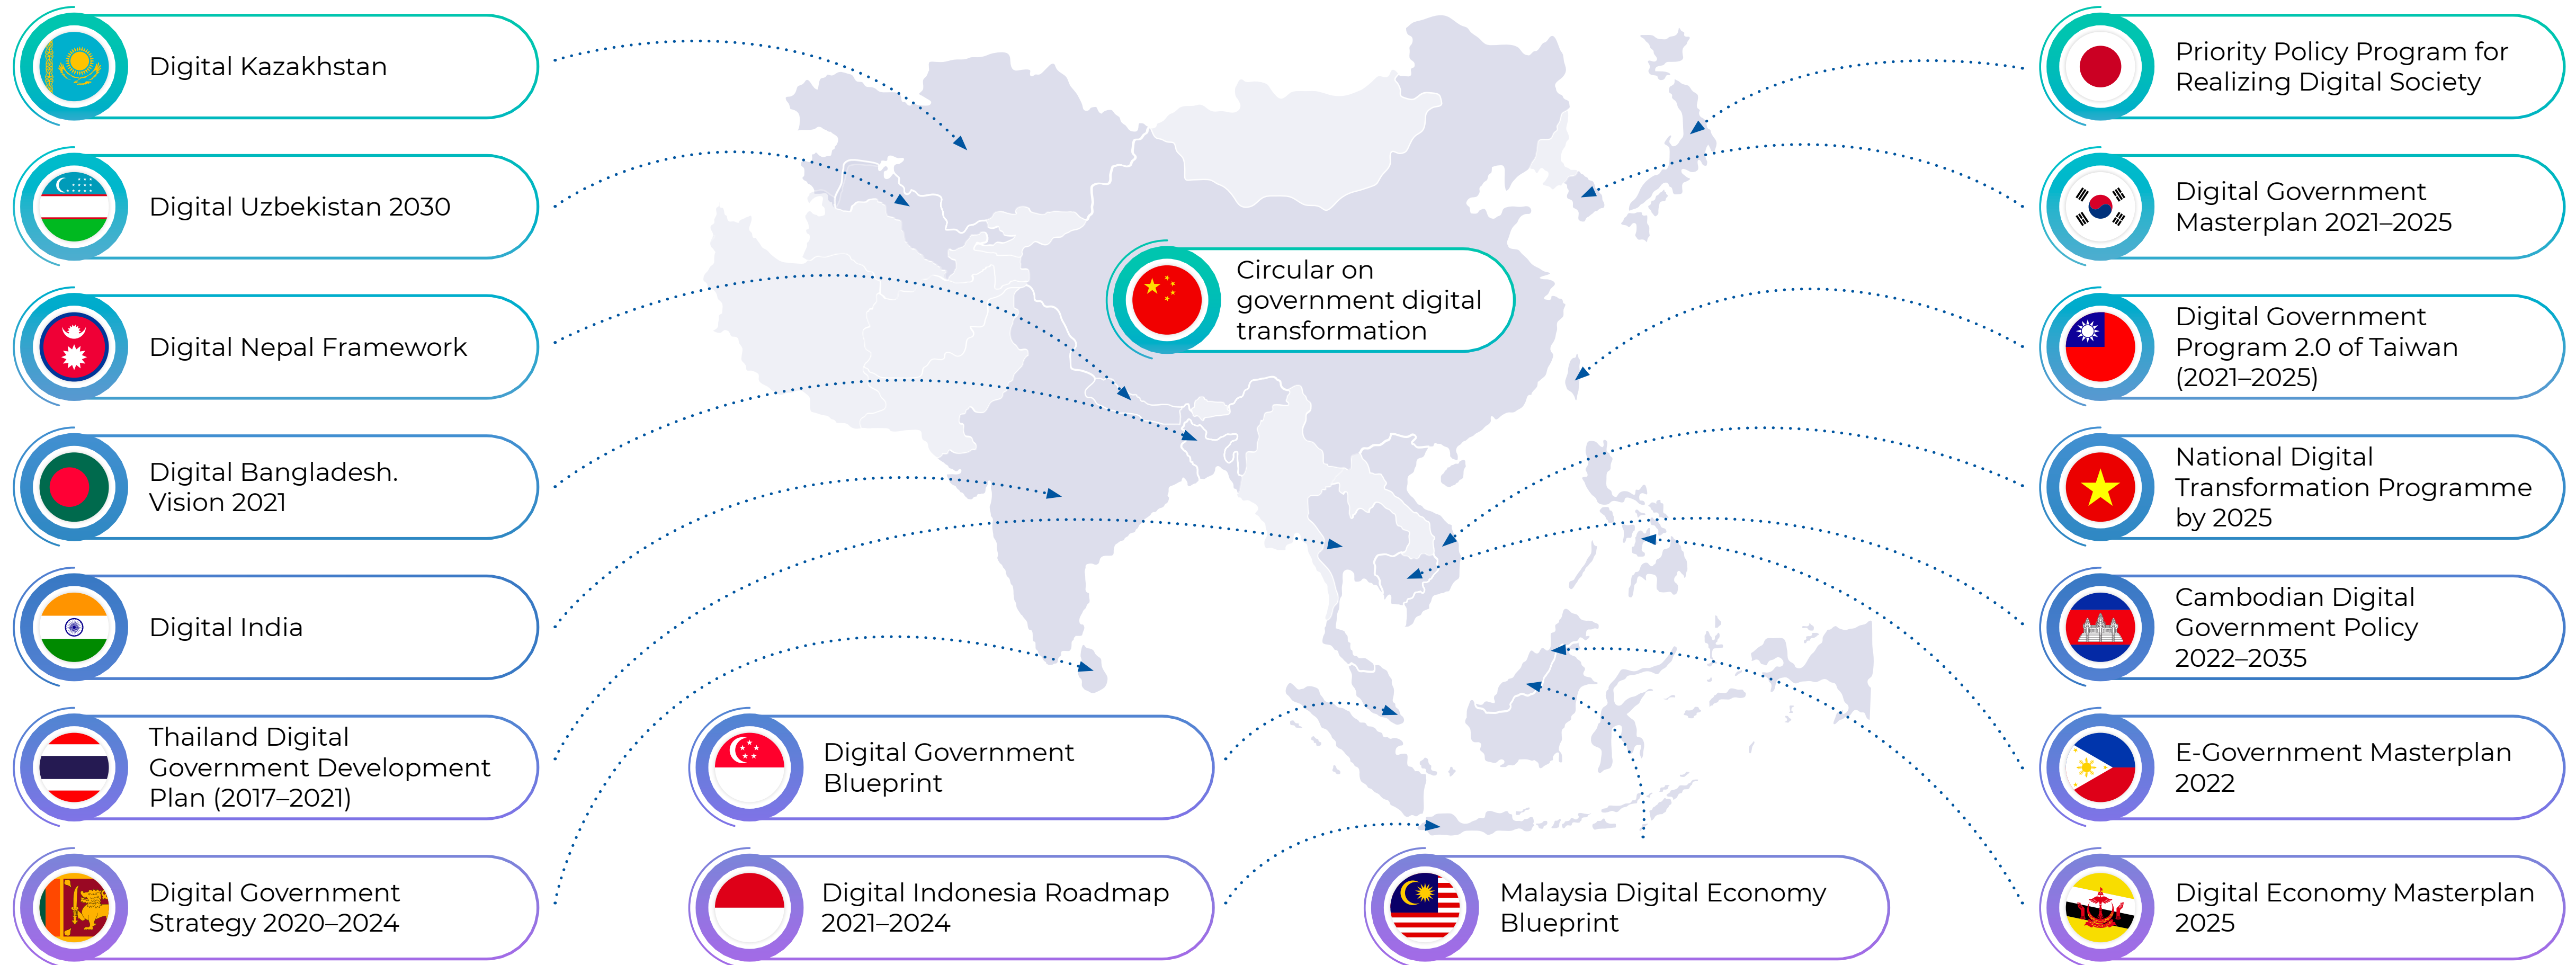 Digital Kazakhstan
Digital Uzbekistan 2030
Digital Nepal Framework
Digital Bangladesh.
Vision 2021
Digital India
Thailand Digital
Government Development
Plan (2017–2021)
Digital Government
Strategy 2020–2024
Circular on
government digital
transformation
Digital Government
Blueprint
Digital Indonesia Roadmap
2021–2024
Malaysia Digital Economy
Blueprint
Priority Policy Program for
Realizing Digital Society
Digital Government
Masterplan 2021–2025
Digital Government
Program 2.0 of Taiwan
(2021–2025)
National Digital
Transformation Programme
by 2025
Cambodian Digital
Government Policy
2022–2035
E-Government Masterplan
2022
Digital Economy Masterplan
2025